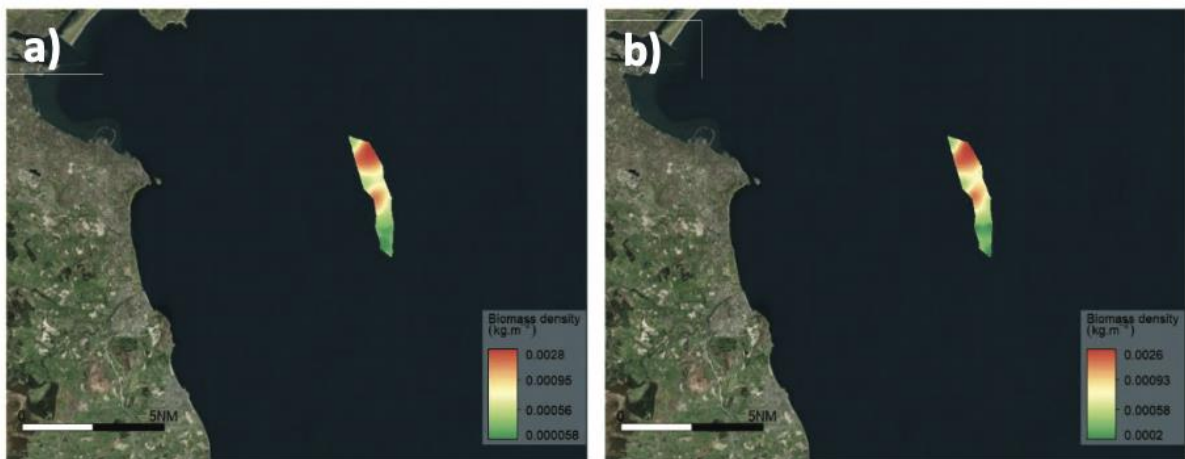 a)
Biomass density
(kg.m⁻²)
0.0028
0.00095
0.00056
0.000058
0
5NM
b)
Biomass density
(kg.m⁻²)
0.0026
0.00093
0.00058
0.0002
0
5NM